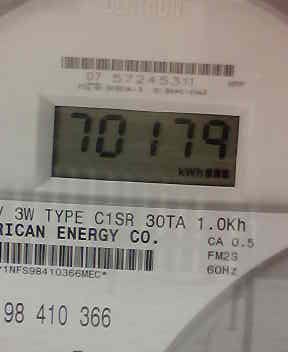 07 57245311
70179
kWh
V 3W TYPE C1SR 30TA 1.0Kh
RICAN ENERGY CO.
CA 0.5
FM2S
60Hz
1NFS98410366MEC*
98 410 366